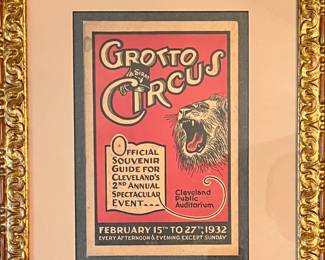 GROTTO
CIRCUS
OFFICIAL
SOUVENIR
GUIDE FOR
CLEVELAND'S
2ND ANNUAL
SPECTACULAR
EVENT...
Cleveland
Public
Auditorium
FEBRUARY 15TH TO 27TH, 1932
EVERY AFTERNOON & EVENING EXCEPT SUNDAY